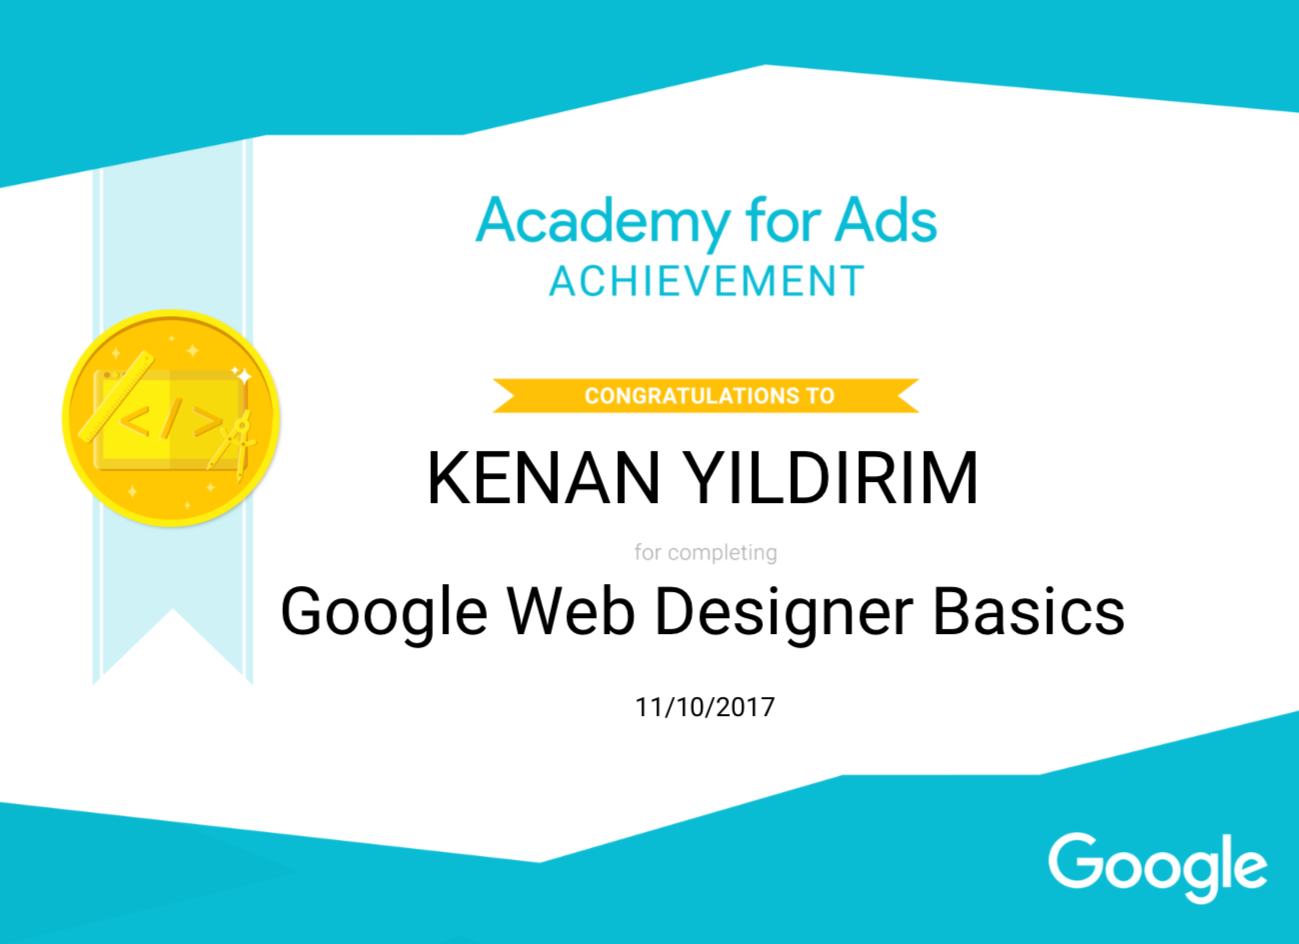 Academy for Ads
ACHIEVEMENT
CONGRATULATIONS TO
KENAN YILDIRIM
for completing
Google Web Designer Basics
11/10/2017
</>
Google